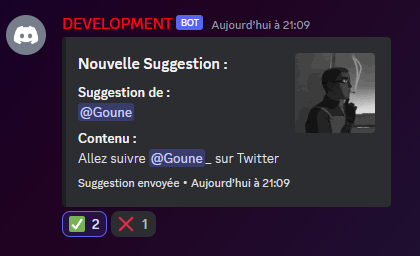 DEVELOPMENT BOT Aujourd'hui à 21:09
Nouvelle Suggestion :
Suggestion de :
@Goune
Contenu :
Allez suivre @Goune_ sur Twitter
Suggestion envoyée • Aujourd'hui à 21:09
2 1